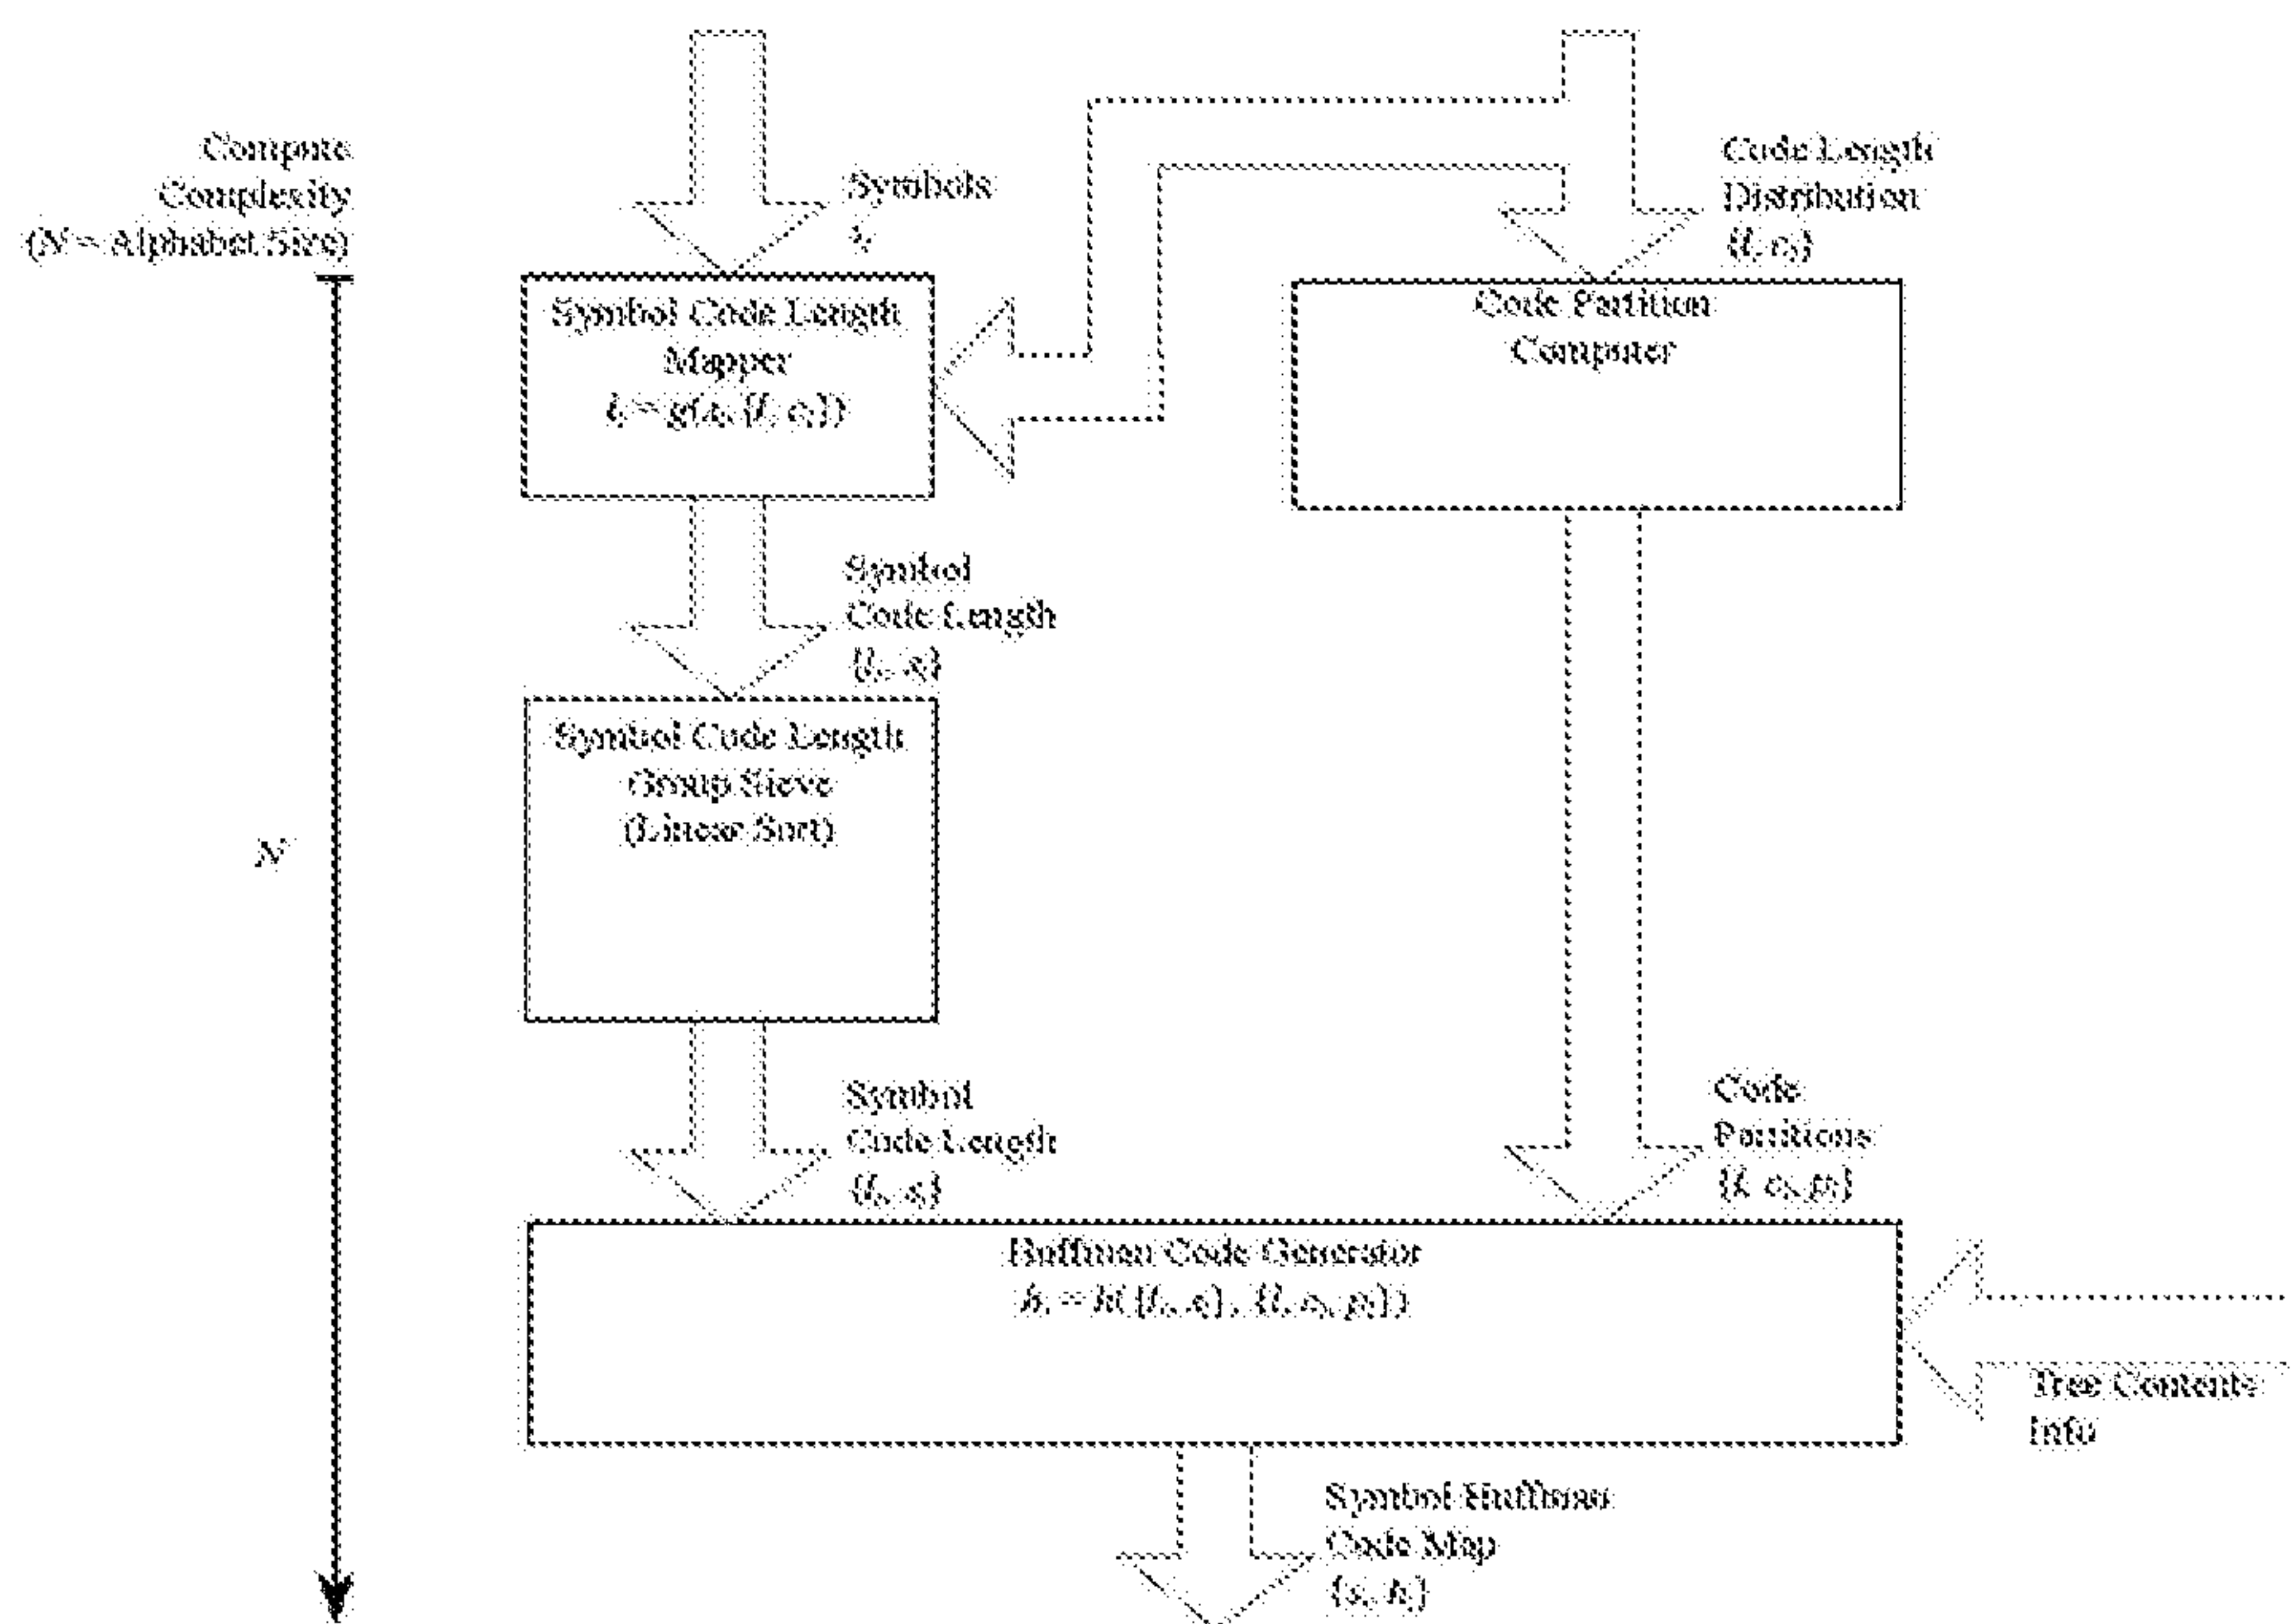 Compute
Complexity
(N = Alphabet Size)
N
Symbols
Code Length
Distribution
Symbol Code Length
Mapper
Code Partition
Computer
Symbol
Code Length
Symbol Code Length
Group Sieve
(Linear Sort)
Symbol
Code Length
Code
Partitions
Huffman Code Generator
Tree Contents
Info
Symbol Huffman
Code Map